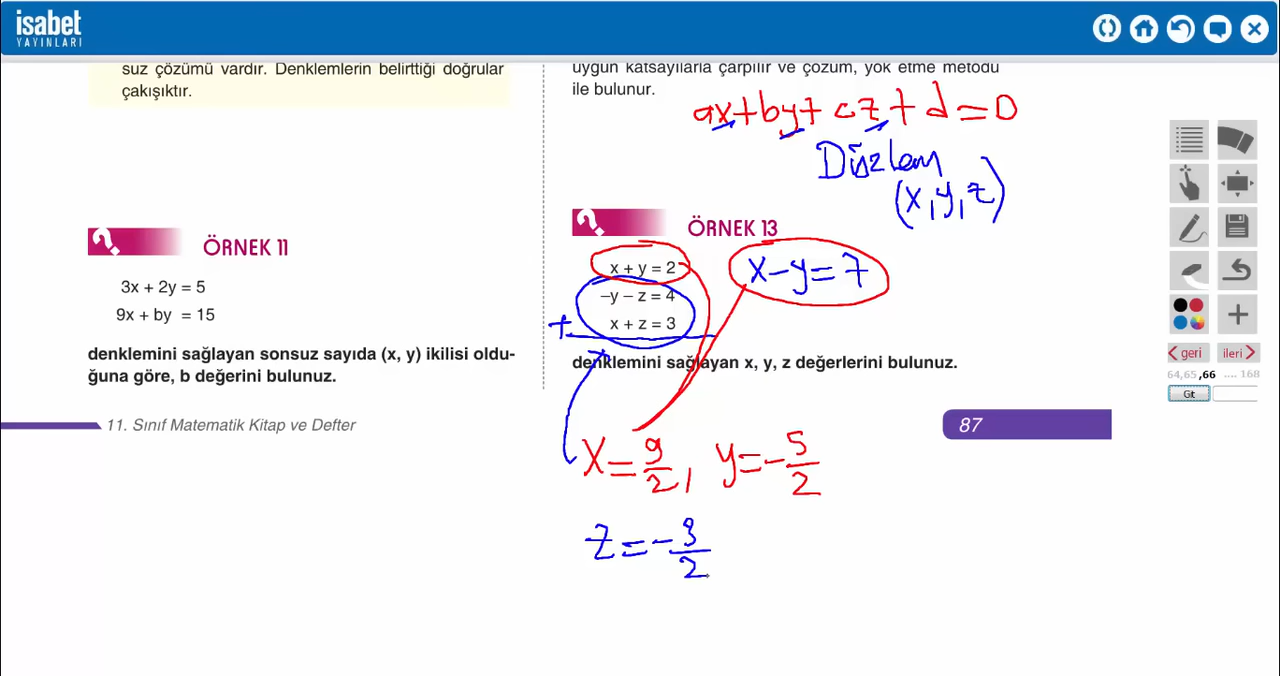 isabet
YAYINLARI
suz çözümü vardır. Denklemlerin belirttiği doğrular
çakışıktır.
ÖRNEK 11
3x + 2y = 5
9x + by = 15
denklemini sağlayan sonsuz sayıda (x, y) ikilisi oldu-
ğuna göre, b değerini bulunuz.
11. Sınıf Matematik Kitap ve Defter
uygun katsayılarla çarpılır ve çözüm, yok etme metodu
ile bulunur.
ax+by+cz+d=0
Düzlem
(x,y,z)
ÖRNEK 13
x + y = 2
x-y=7
–y – z = 4
x + z = 3
+
denklemini sağlayan x, y, z değerlerini bulunuz.
87
x=9/2, y=-5/2
z=-3/2
geri ileri
64,65,66 .... 168
Git